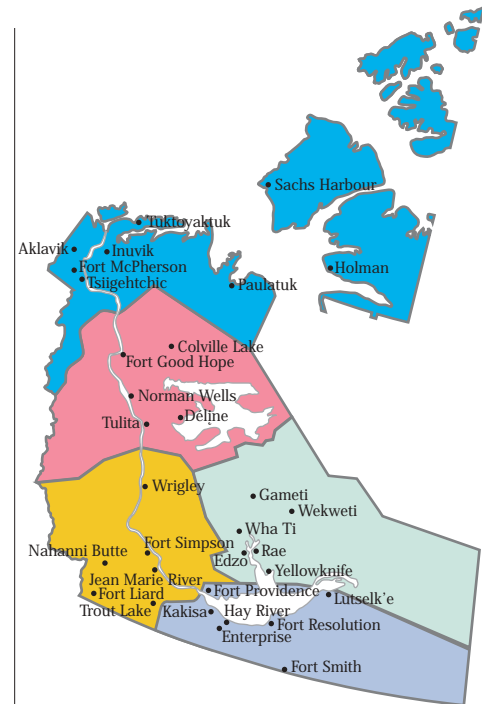 Sachs Harbour
Tuktoyaktuk
Aklavik
Inuvik
Fort McPherson
Tsiigehtchic
Holman
Paulatuk
Colville Lake
Fort Good Hope
Norman Wells
Déline
Tulita
Wrigley
Gameti
Wekweti
Wha Ti
Fort Simpson
Edzo
Rae
Nahanni Butte
Yellowknife
Jean Marie River
Fort Providence
Fort Liard
Lutselk'e
Trout Lake
Kakisa
Hay River
Fort Resolution
Enterprise
Fort Smith